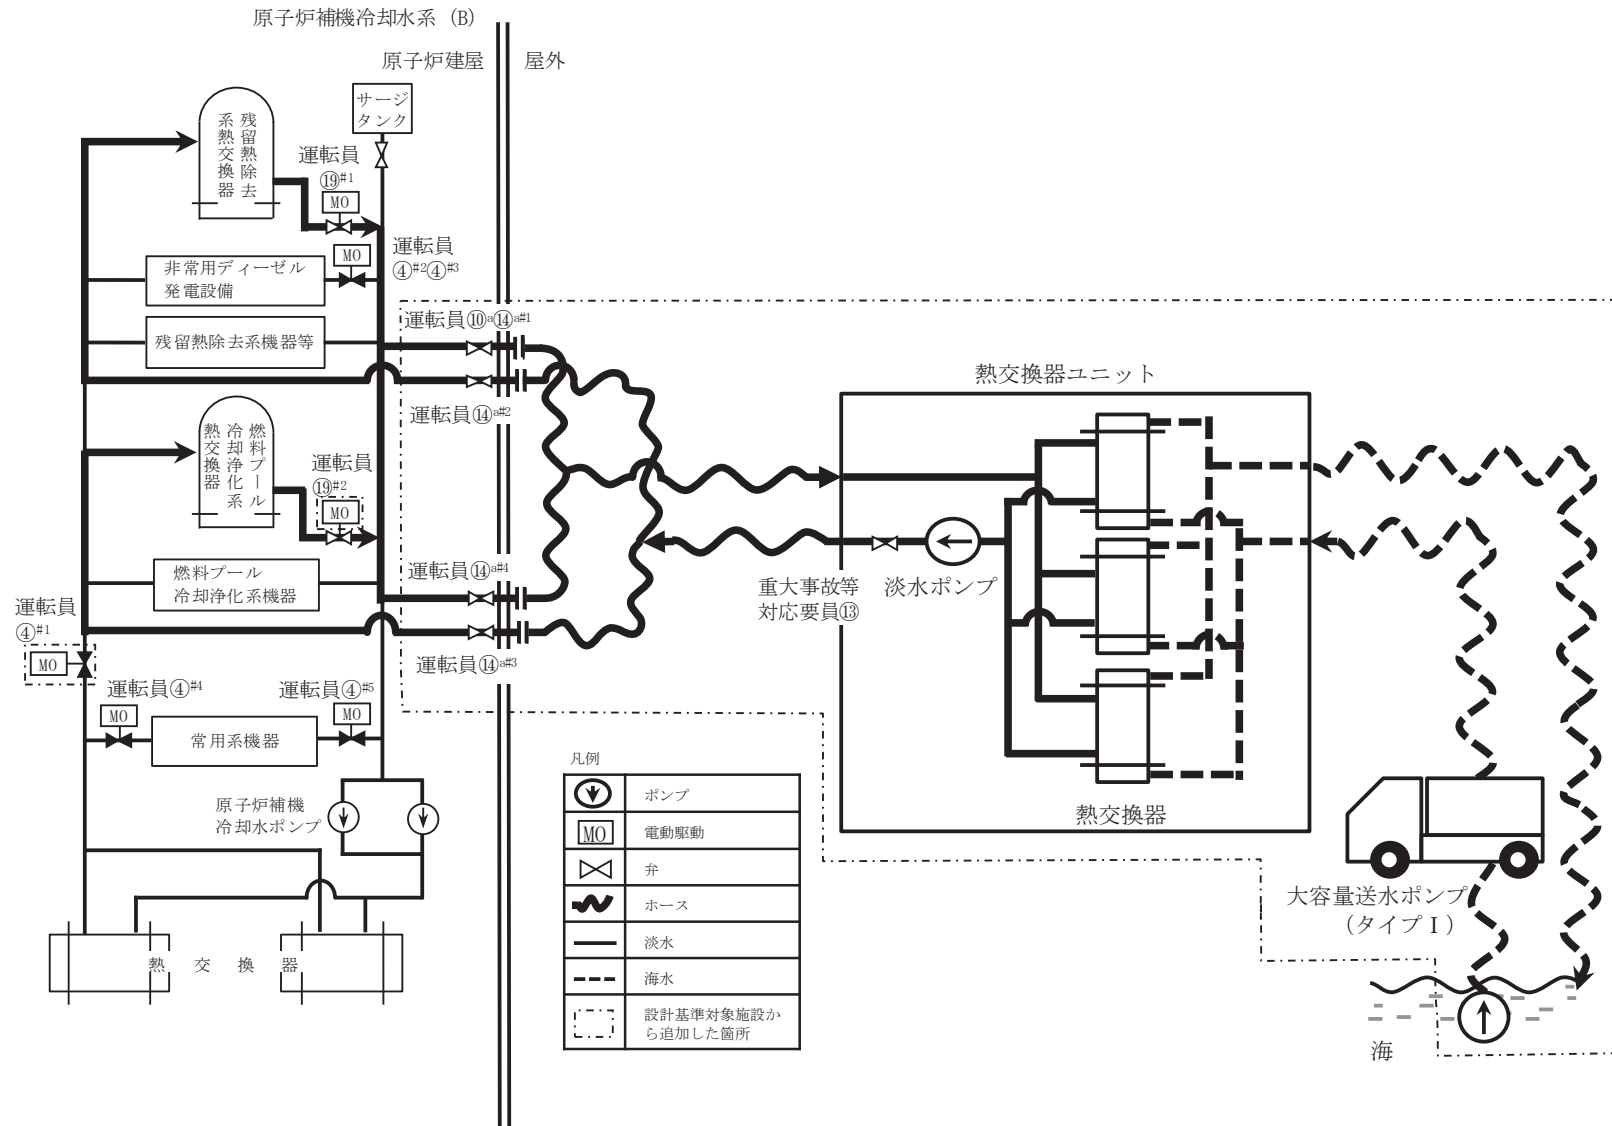 原子炉補機冷却水系（B）
原子炉建屋
屋外
サージ
タンク
残留熱除去
系熱交換器
運転員
⑲#1
MO
運転員
④#2④#3
MO
非常用ディーゼル
発電設備
残留熱除去系機器等
運転員⑩a⑭a#1
運転員⑭a#2
燃料プール
冷却浄化系
熱交換器
運転員
⑲#2
MO
燃料プール
冷却浄化系機器
運転員⑭a#4
運転員⑭a#3
運転員
④#1
MO
運転員④#4
MO
運転員④#5
MO
常用系機器
原子炉補機
冷却水ポンプ
熱交換器
熱交換器ユニット
重大事故等
対応要員⑬
淡水ポンプ
熱交換器
大容量送水ポンプ
（タイプⅠ）
海
凡例
ポンプ
MO
電動駆動
弁
ホース
淡水
海水
設計基準対象施設か
ら追加した箇所